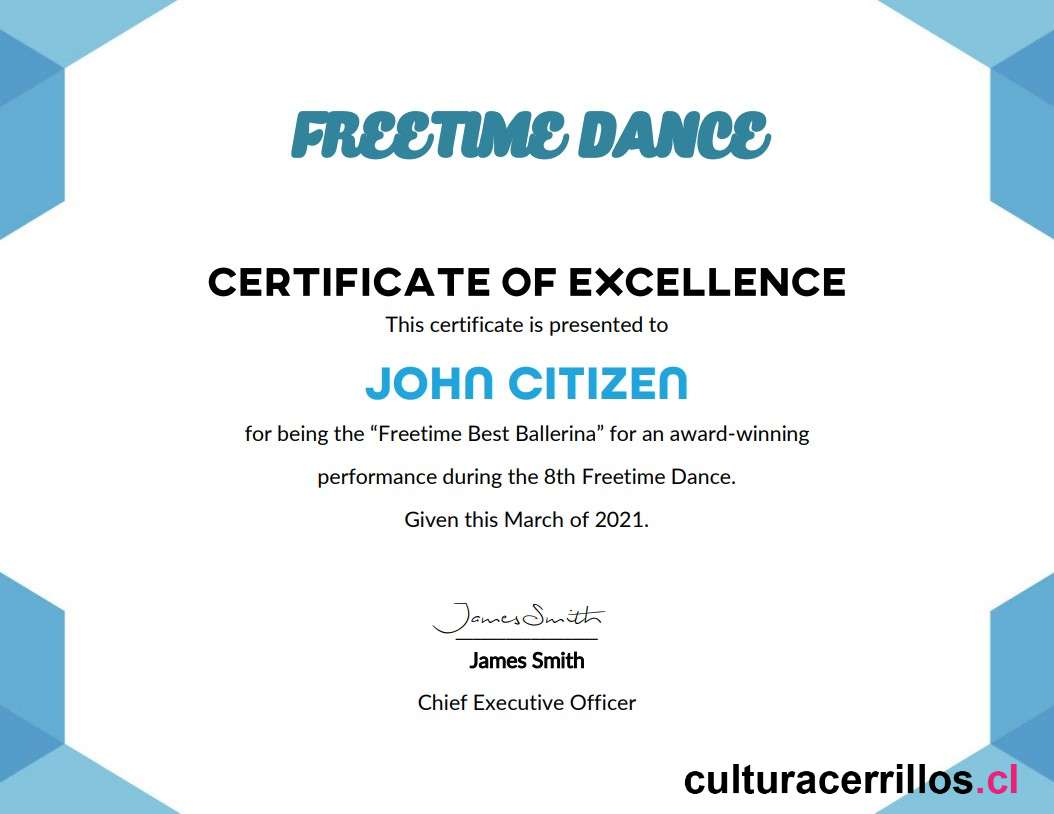 FREETIME DANCE
CERTIFICATE OF EXCELLENCE
This certificate is presented to
JOHN CITIZEN
for being the “Freetime Best Ballerina” for an award-winning
performance during the 8th Freetime Dance.
Given this March of 2021.
James Smith
James Smith
Chief Executive Officer
culturacerrillos.cl